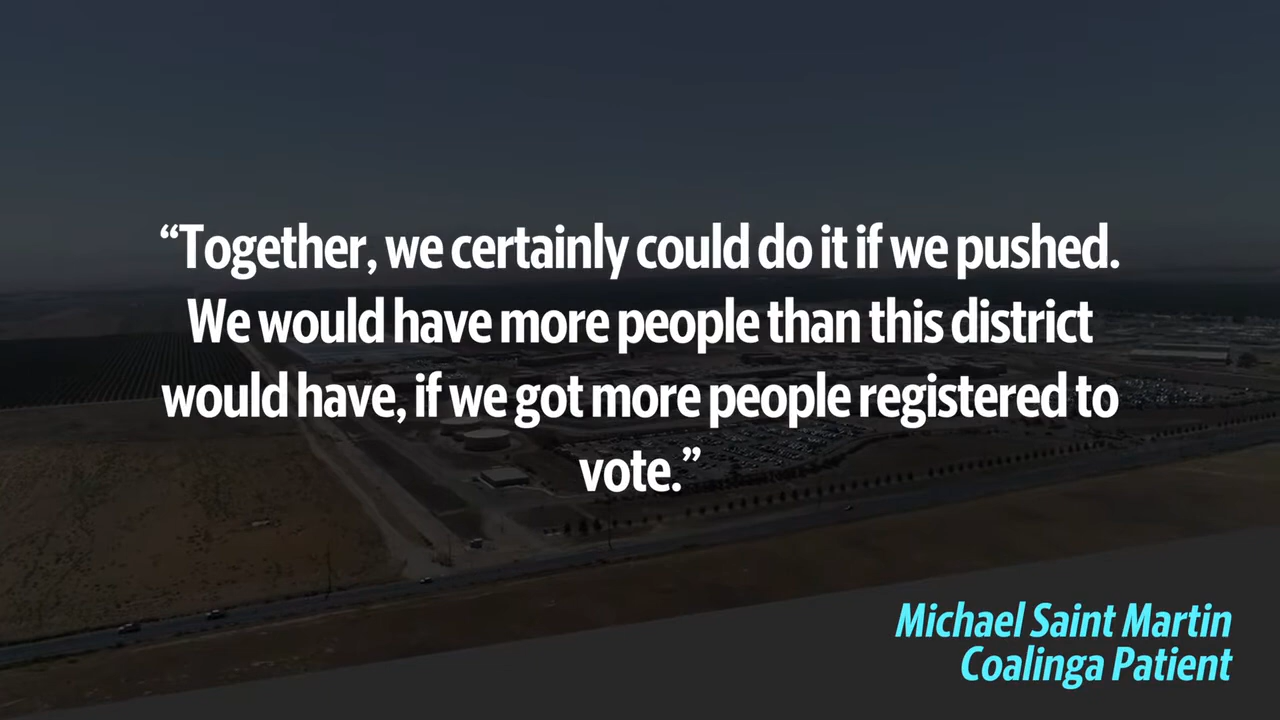 “Together, we certainly could do it if we pushed.
We would have more people than this district
would have, if we got more people registered to
vote.”
Michael Saint Martin
Coalinga Patient